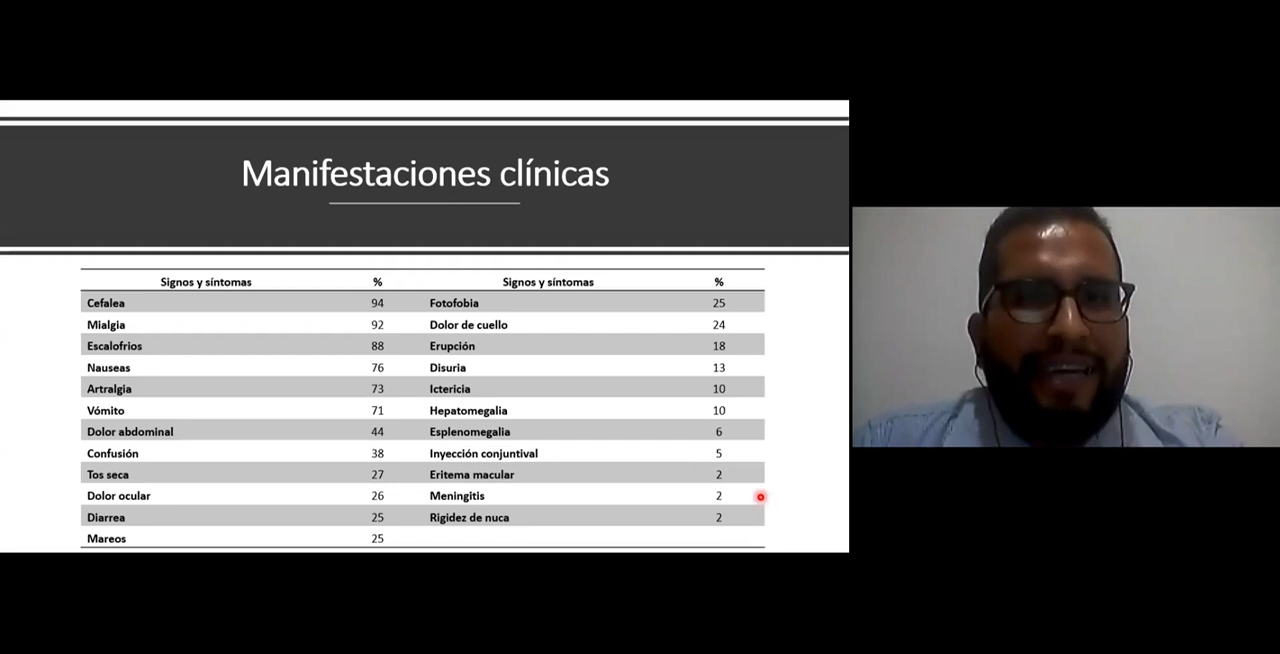 Manifestaciones clínicas
Signos y síntomas % Signos y síntomas %
Cefalea 94 Fotofobia 25
Mialgia 92 Dolor de cuello 24
Escalofrios 88 Erupción 18
Nauseas 76 Disuria 13
Artralgia 73 Ictericia 10
Vómito 71 Hepatomegalia 10
Dolor abdominal 44 Esplenomegalia 6
Confusión 38 Inyección conjuntival 5
Tos seca 27 Eritema macular 2
Dolor ocular 26 Meningitis 2
Diarrea 25 Rigidez de nuca 2
Mareos 25